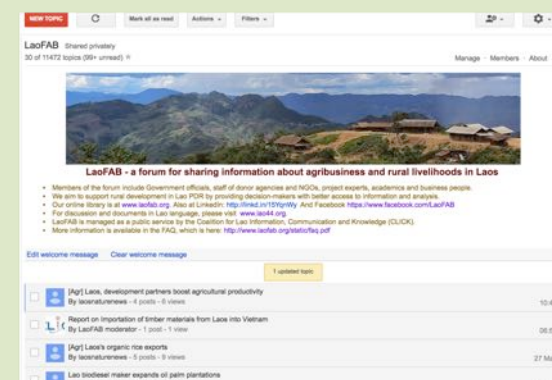 NEW TOPIC
Mark all as read
Actions
Filters
LaoFAB Shared privately
30 of 11472 topics (99+ unread)
Manage · Members · About
LaoFAB - a forum for sharing information about agribusiness and rural livelihoods in Laos
Members of the forum include Government officials, staff of donor agencies and NGOs, project experts, academics and business people.
We aim to support rural development in Lao PDR by providing decision-makers with better access to information and analysis.
Our online library is at www.laofab.org. Also at LinkedIn: http://linkd.in/15YqnWy And Facebook https://www.facebook.com/LaoFAB
For discussion and documents in Lao language, please visit www.lao44.org.
LaoFAB is managed as a public service by the Coalition for Lao Information, Communication and Knowledge (CLICK).
More information is available in the FAQ, which is here: http://www.laofab.org/static/faq.pdf
Edit welcome message Clear welcome message
1 updated topic
[Agr] Laos, development partners boost agricultural productivity
By laosnaturenews - 4 posts - 6 views
10:4
Report on Importation of timber materials from Laos into Vietnam
By LaoFAB moderator - 1 post - 1 view
[Agr] Laos's organic rice exports
By laosnaturenews - 5 posts - 9 views
27 Ma
Lao biodiesel maker expands oil palm plantations